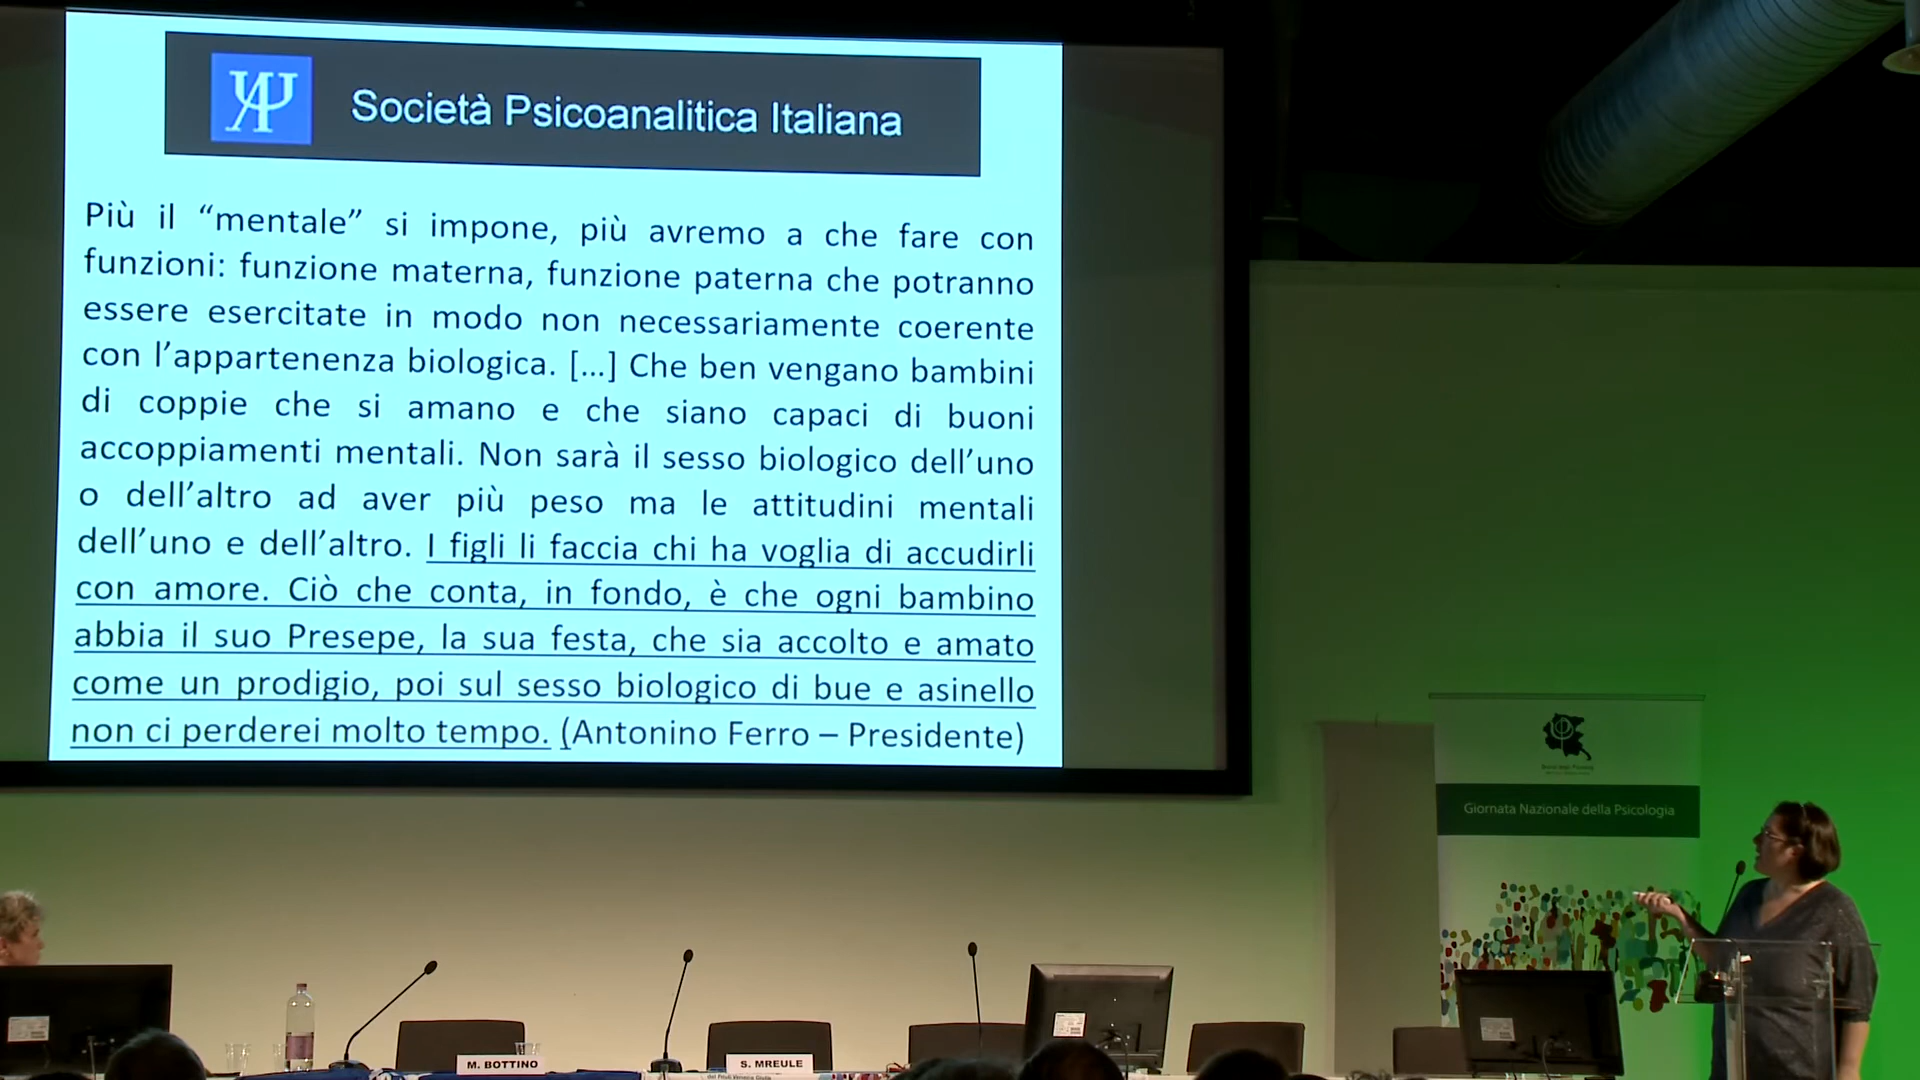 Società Psicoanalitica Italiana
Più il “mentale” si impone, più avremo a che fare con
funzioni: funzione materna, funzione paterna che potranno
essere esercitate in modo non necessariamente coerente
con l’appartenenza biologica. [...] Che ben vengano bambini
di coppie che si amano e che siano capaci di buoni
accoppiamenti mentali. Non sarà il sesso biologico dell’uno
o dell’altro ad aver più peso ma le attitudini mentali
dell’uno e dell’altro. I figli li faccia chi ha voglia di accudirli
con amore. Ciò che conta, in fondo, è che ogni bambino
abbia il suo Presepe, la sua festa, che sia accolto e amato
come un prodigio, poi sul sesso biologico di bue e asinello
non ci perderei molto tempo. (Antonino Ferro – Presidente)
Giornata Nazionale della Psicologia
M. BOTTINO
S. MREULE